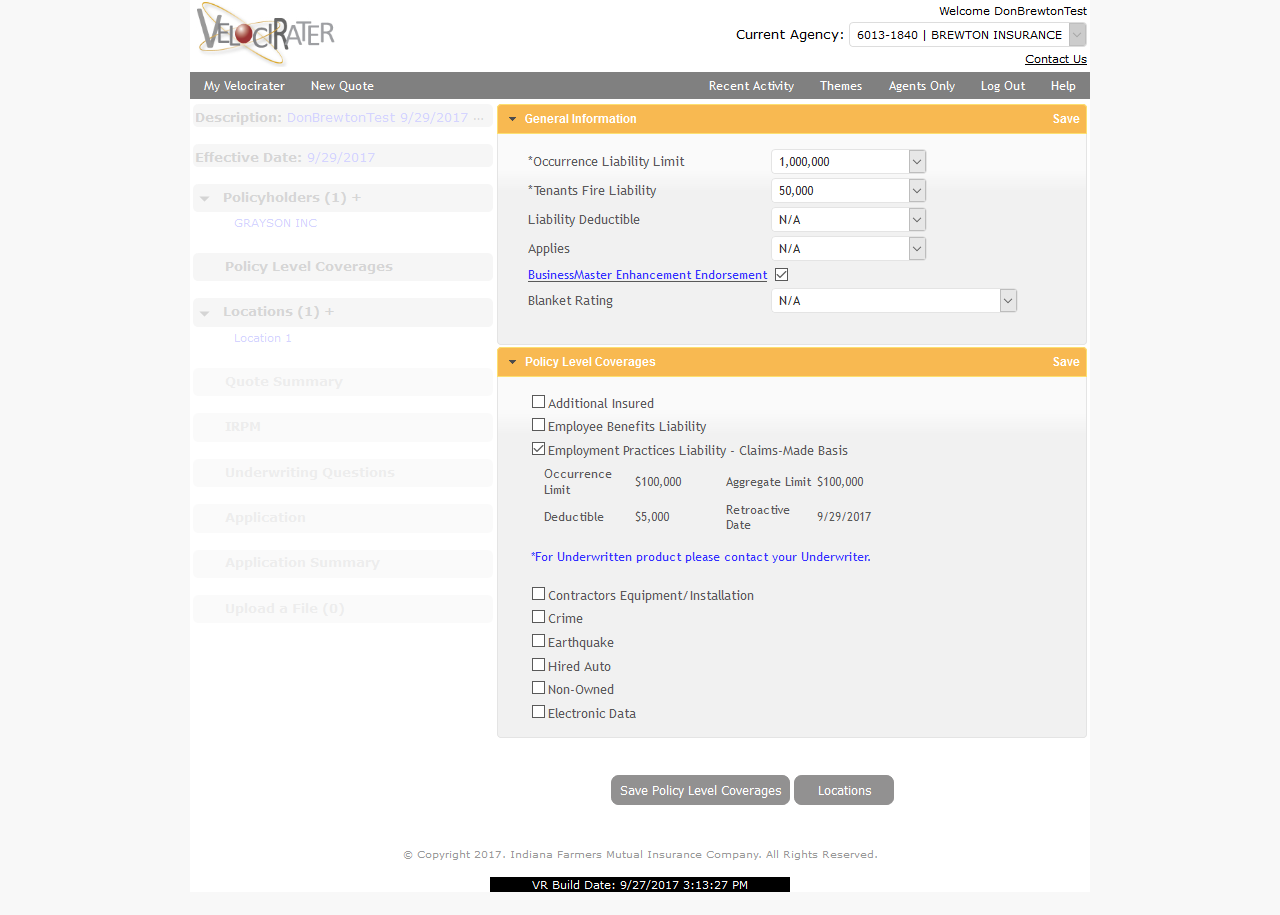 VELOCIRATER
Welcome DonBrewtonTest
Current Agency: 6013-1840 | BREWTON INSURANCE
Contact Us
My Velocirater New Quote Recent Activity Themes Agents Only Log Out Help
Description: DonBrewtonTest 9/29/2017 ...
Effective Date: 9/29/2017
Policyholders (1) +
GRAYSON INC
Policy Level Coverages
Locations (1) +
Location 1
Quote Summary
IRPM
Underwriting Questions
Application
Application Summary
Upload a File (0)
General Information Save
*Occurrence Liability Limit 1,000,000
*Tenants Fire Liability 50,000
Liability Deductible N/A
Applies N/A
BusinessMaster Enhancement Endorsement
Blanket Rating N/A
Policy Level Coverages Save
Additional Insured
Employee Benefits Liability
Employment Practices Liability - Claims-Made Basis
Occurrence Limit $100,000 Aggregate Limit $100,000
Deductible $5,000 Retroactive Date 9/29/2017
*For Underwritten product please contact your Underwriter.
Contractors Equipment/Installation
Crime
Earthquake
Hired Auto
Non-Owned
Electronic Data
Save Policy Level Coverages Locations
© Copyright 2017. Indiana Farmers Mutual Insurance Company. All Rights Reserved.
VR Build Date: 9/27/2017 3:13:27 PM